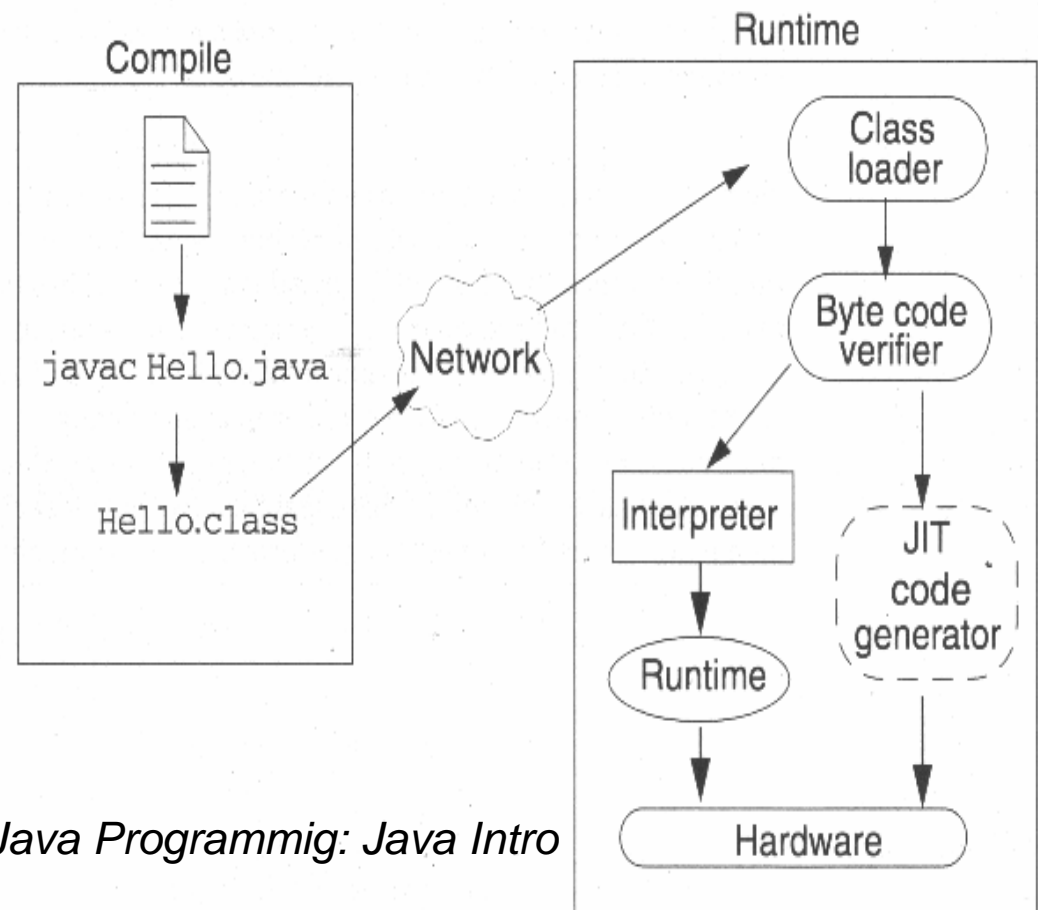 Compile
javac Hello.java
Hello.class
Network
Runtime
Class
loader
Byte code
verifier
Interpreter
JIT
code
generator
Runtime
Hardware
Java Programmig: Java Intro